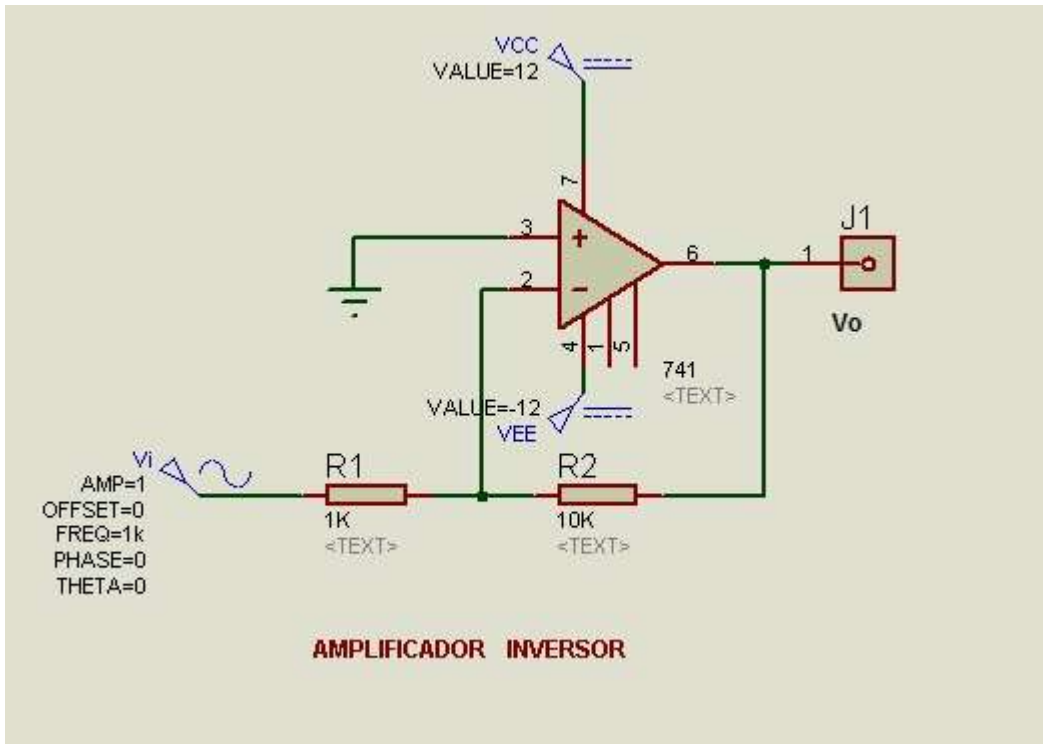 VCC
VALUE=12
7
3
+
2
-
6
1
J1
Vo
4
1
5
741
<TEXT>
VALUE=-12
VEE
Vi
AMP=1
OFFSET=0
FREQ=1k
PHASE=0
THETA=0
R1
1K
<TEXT>
R2
10K
<TEXT>
AMPLIFICADOR INVERSOR